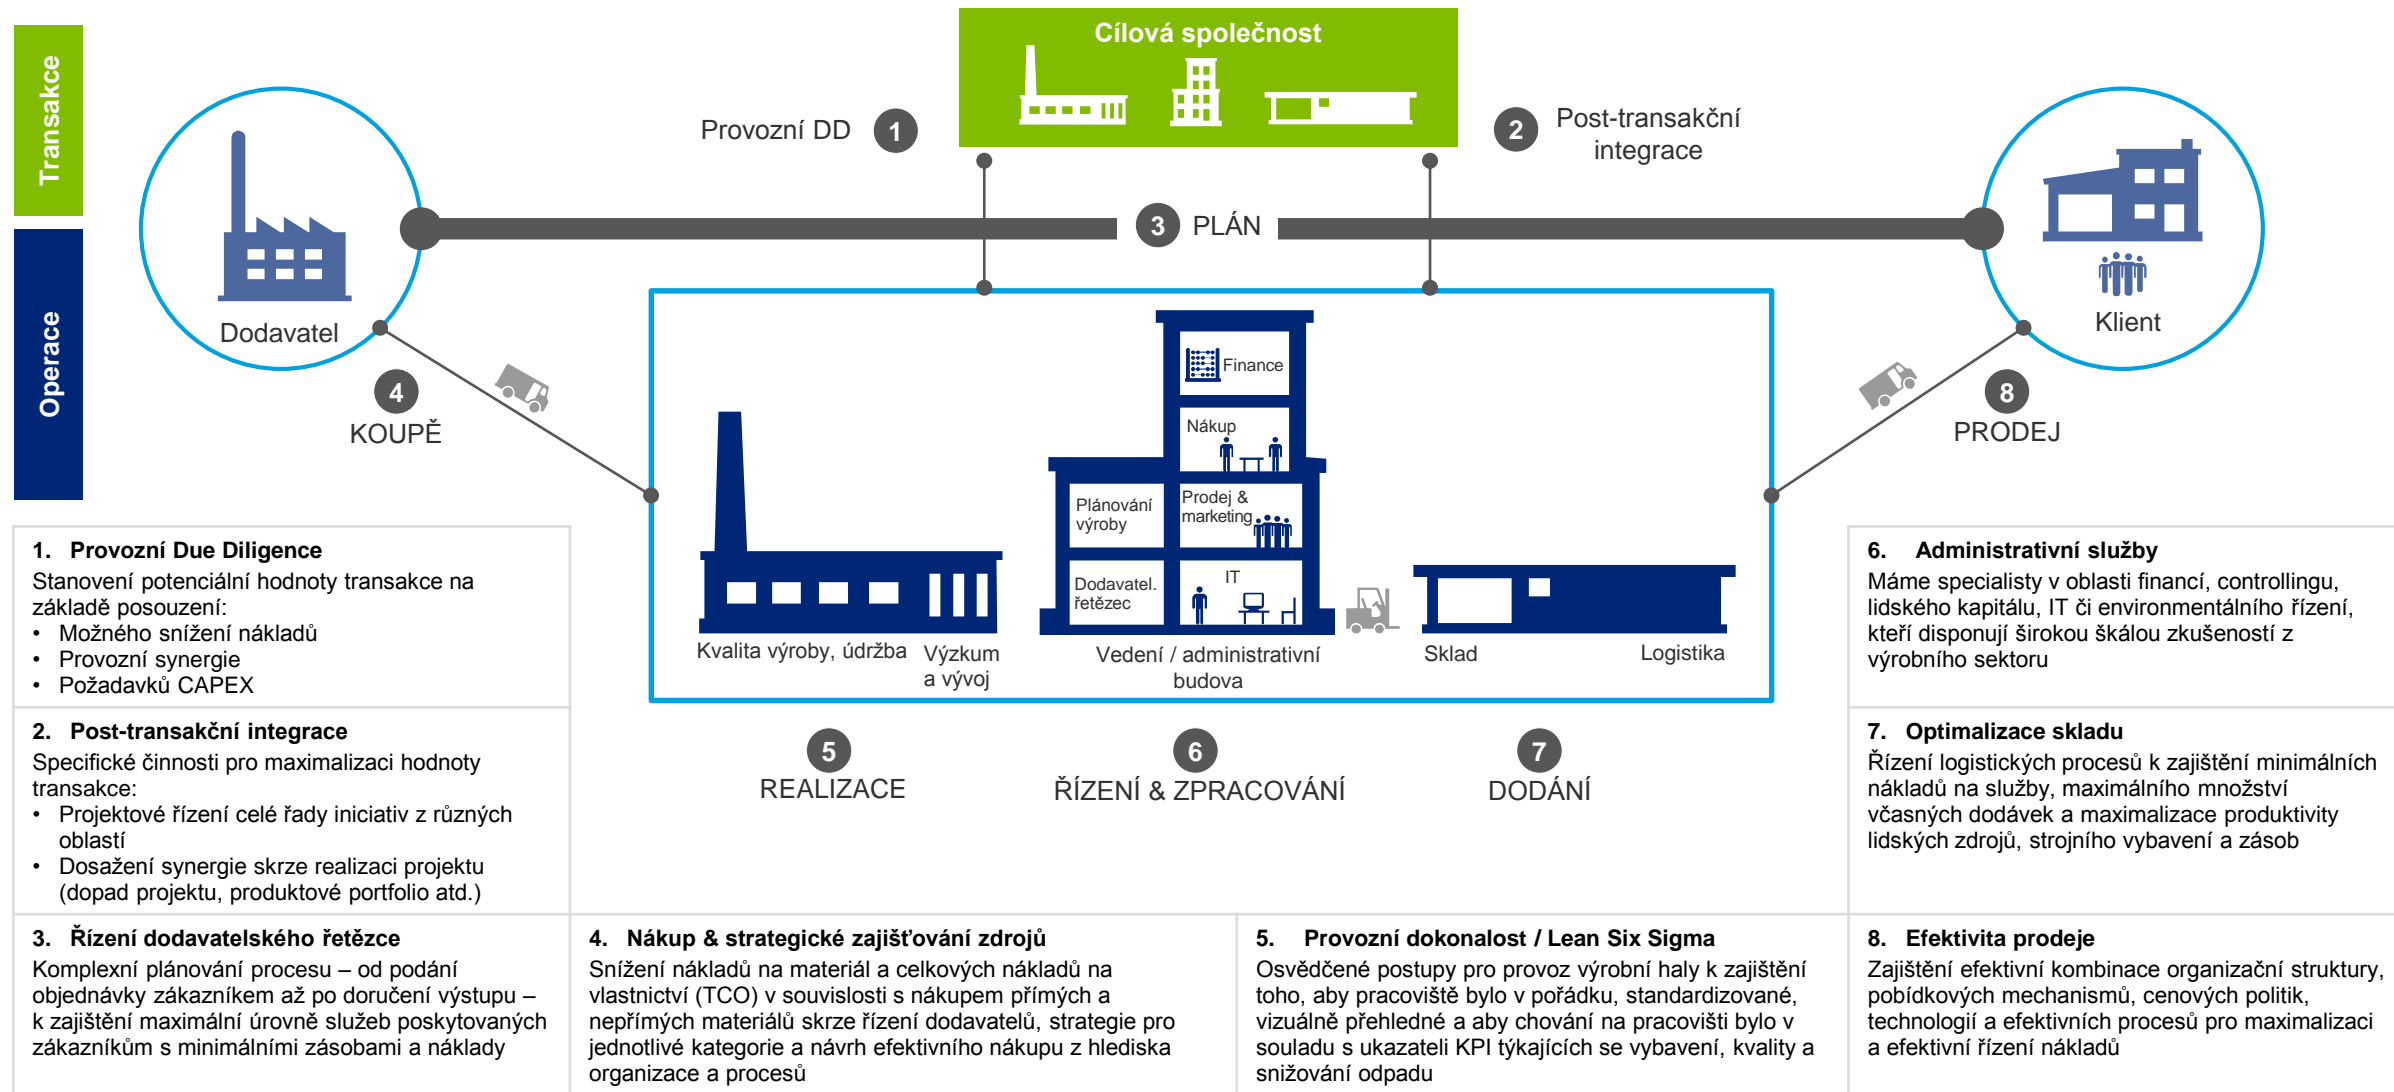 Transakce
Operace
Cílová společnost
Provozní DD
1
2
Post-transakční
integrace
3 PLÁN
Dodavatel
Klient
4
KOUPĚ
8
PRODEJ
Finance
Nákup
Plánování
výroby
Prodej &
marketing
Dodavatel.
řetězec
IT
Kvalita výroby, údržba
Výzkum
a vývoj
Vedení / administrativní
budova
Sklad
Logistika
5
REALIZACE
6
ŘÍZENÍ & ZPRACOVÁNÍ
7
DODÁNÍ
1. Provozní Due Diligence
Stanovení potenciální hodnoty transakce na
základě posouzení:
• Možného snížení nákladů
• Provozní synergie
• Požadavků CAPEX
2. Post-transakční integrace
Specifické činnosti pro maximalizaci hodnoty
transakce:
• Projektové řízení celé řady iniciativ z různých
oblastí
• Dosažení synergie skrze realizaci projektu
(dopad projektu, produktové portfolio atd.)
3. Řízení dodavatelského řetězce
Komplexní plánování procesu – od podání
objednávky zákazníkem až po doručení výstupu –
k zajištění maximální úrovně služeb poskytovaných
zákazníkům s minimálními zásobami a náklady
4. Nákup & strategické zajišťování zdrojů
Snížení nákladů na materiál a celkových nákladů na
vlastnictví (TCO) v souvislosti s nákupem přímých a
nepřímých materiálů skrze řízení dodavatelů, strategie pro
jednotlivé kategorie a návrh efektivního nákupu z hlediska
organizace a procesů
5. Provozní dokonalost / Lean Six Sigma
Osvědčené postupy pro provoz výrobní haly k zajištění
toho, aby pracoviště bylo v pořádku, standardizované,
vizuálně přehledné a aby chování na pracovišti bylo v
souladu s ukazateli KPI týkajících se vybavení, kvality a
snižování odpadu
6. Administrativní služby
Máme specialisty v oblasti financí, controllingu,
lidského kapitálu, IT či environmentálního řízení,
kteří disponují širokou škálou zkušeností z
výrobního sektoru
7. Optimalizace skladu
Řízení logistických procesů k zajištění minimálních
nákladů na služby, maximálního množství
včasných dodávek a maximalizace produktivity
lidských zdrojů, strojního vybavení a zásob
8. Efektivita prodeje
Zajištění efektivní kombinace organizační struktury,
pobídkových mechanismů, cenových politik,
technologií a efektivních procesů pro maximalizaci
a efektivní řízení nákladů